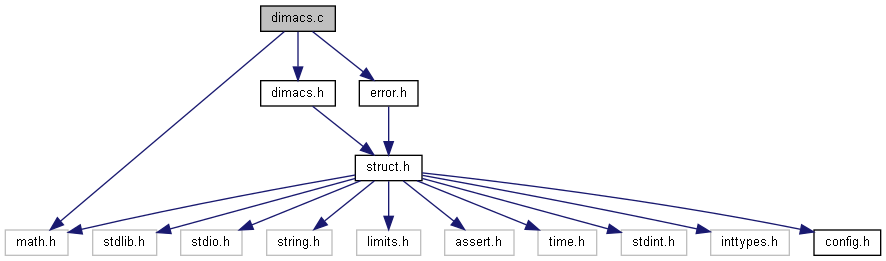 dimacs.c
dimacs.h
error.h
struct.h
math.h
stdlib.h
stdio.h
string.h
limits.h
assert.h
time.h
stdint.h
inttypes.h
config.h